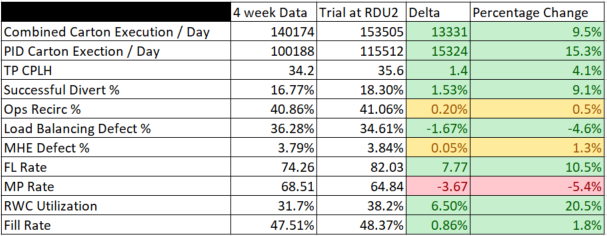 4 week Data Trial at RDU2 Delta Percentage Change
Combined Carton Execution / Day 140174 153505 13331 9.5%
PID Carton Exection / Day 100188 115512 15324 15.3%
TP CPLH 34.2 35.6 1.4 4.1%
Successful Divert % 16.77% 18.30% 1.53% 9.1%
Ops Recirc % 40.86% 41.06% 0.20% 0.5%
Load Balancing Defect % 36.28% 34.61% -1.67% -4.6%
MHE Defect % 3.79% 3.84% 0.05% 1.3%
FL Rate 74.26 82.03 7.77 10.5%
MP Rate 68.51 64.84 -3.67 -5.4%
RWC Utilization 31.7% 38.2% 6.50% 20.5%
Fill Rate 47.51% 48.37% 0.86% 1.8%